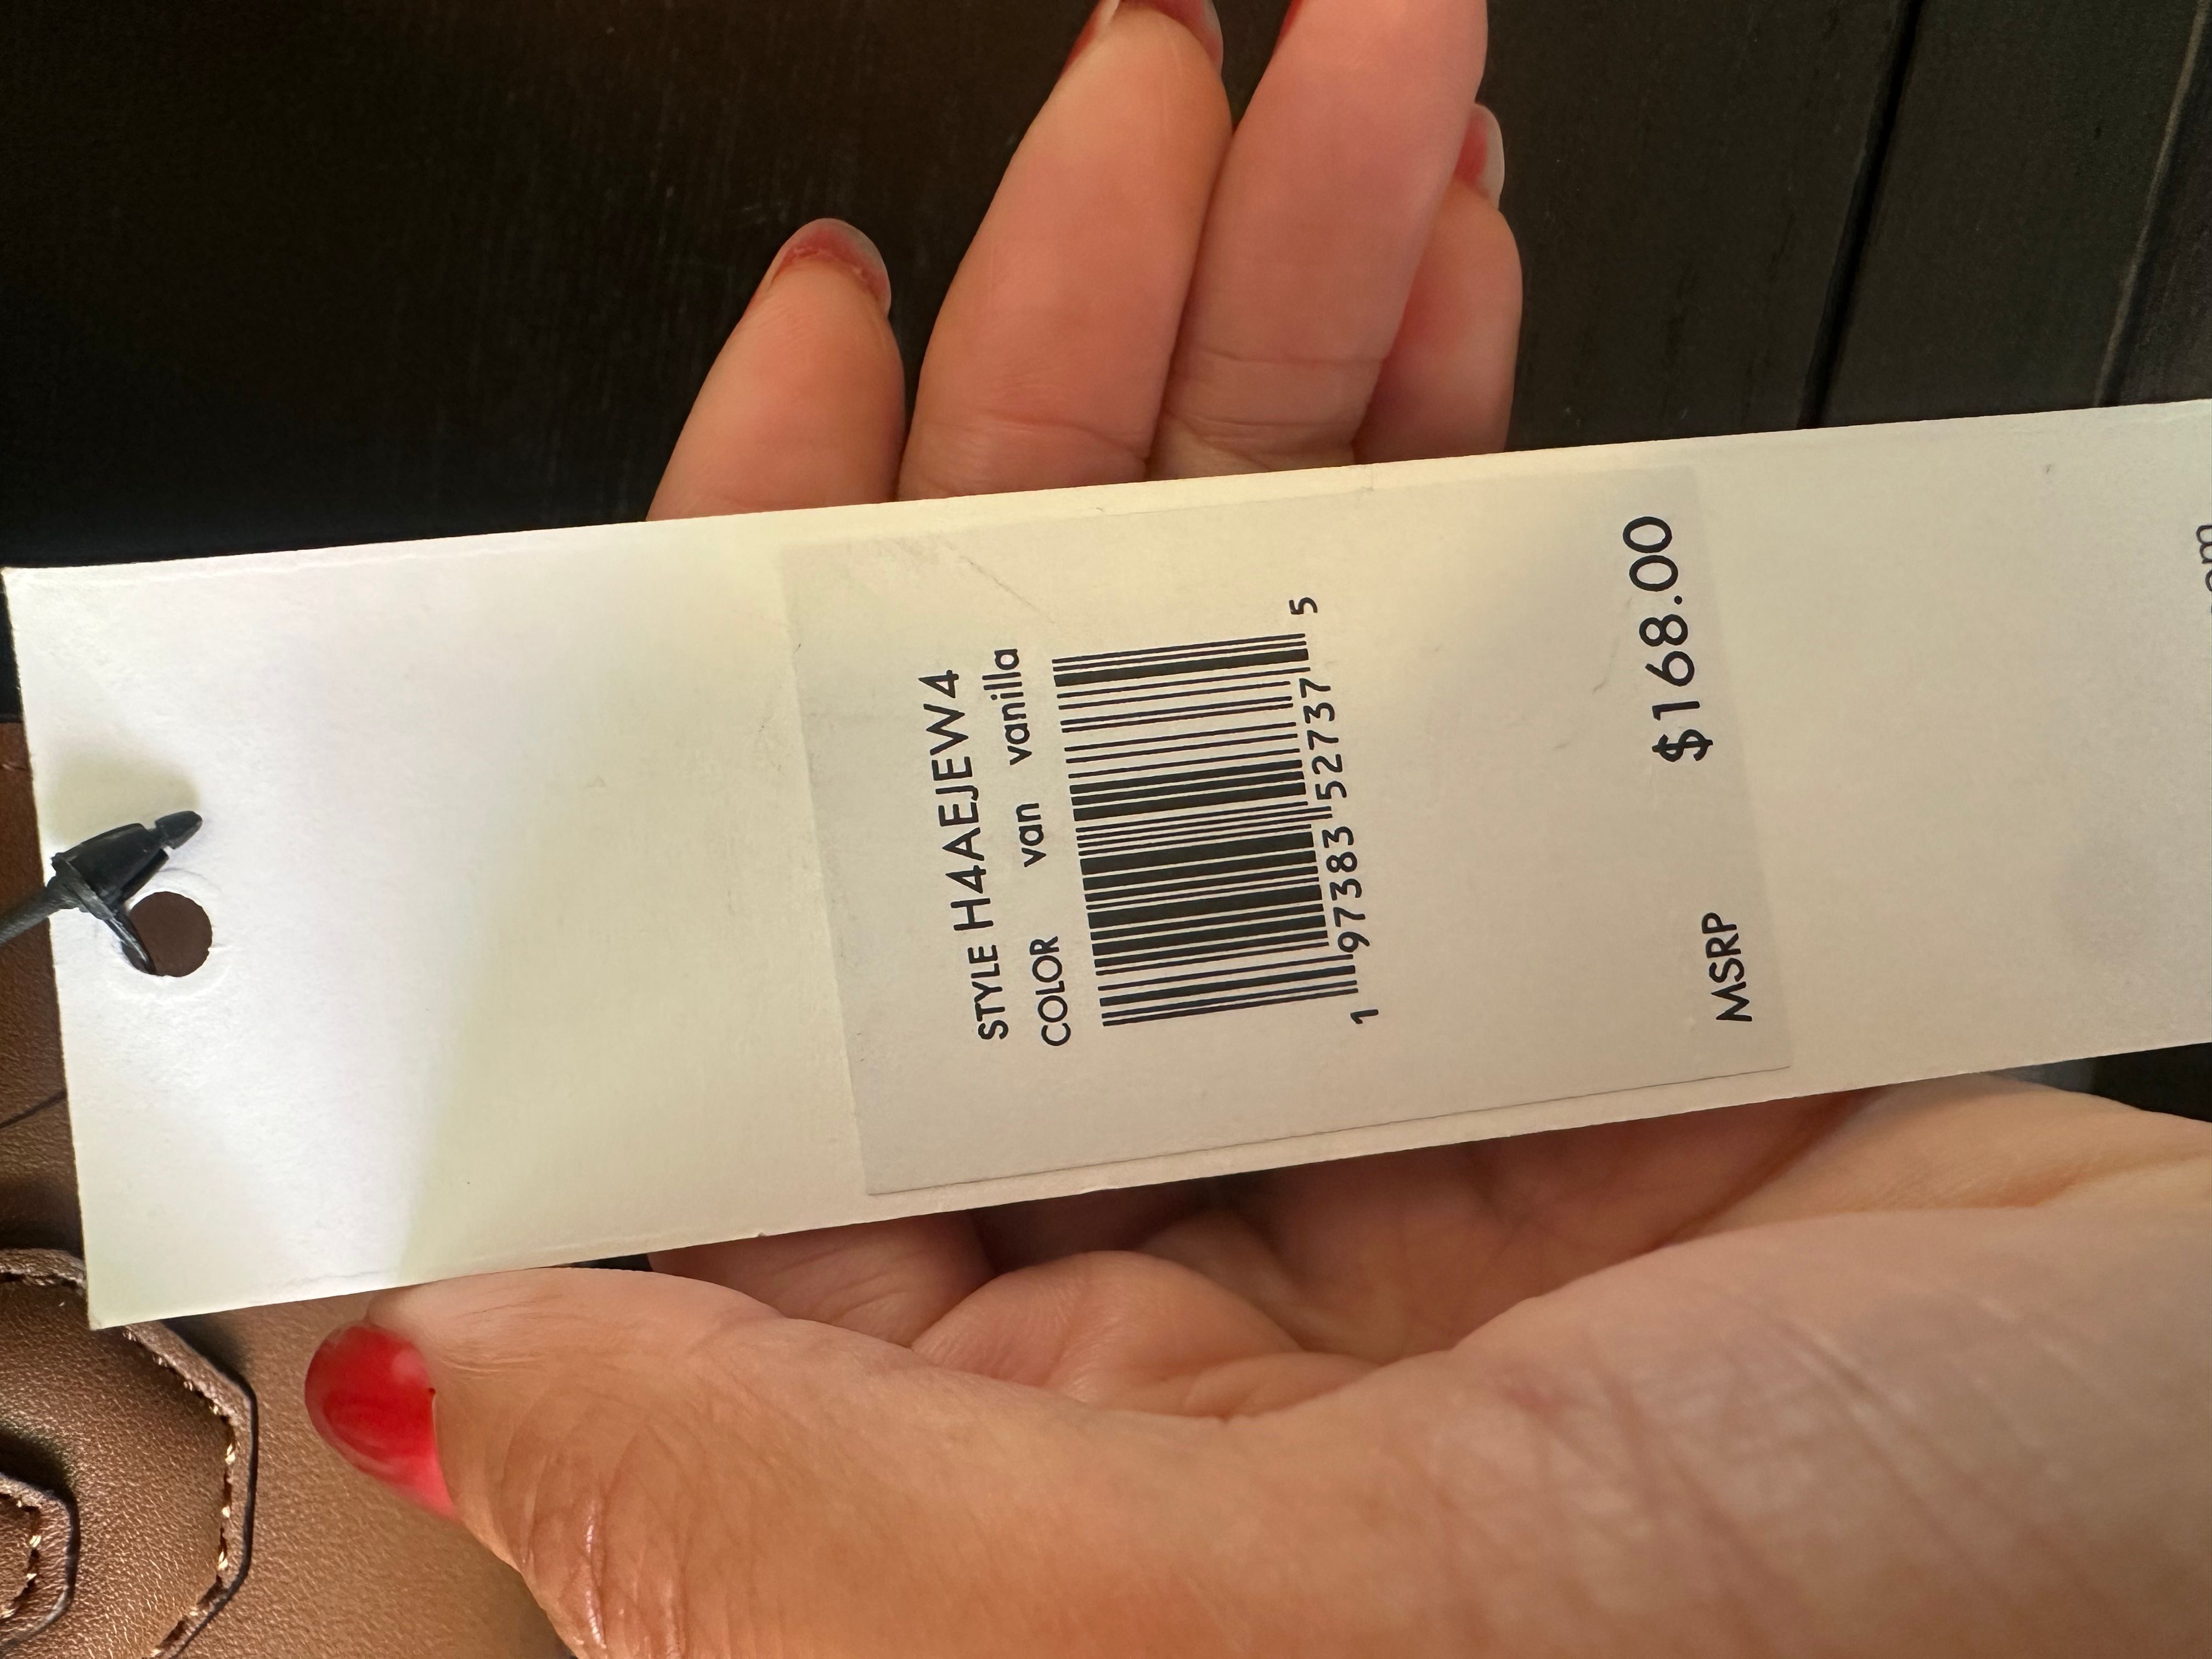 STYLE H4AEJEW4
COLOR van vanilla
1 97383 52737 5
MSRP $168.00